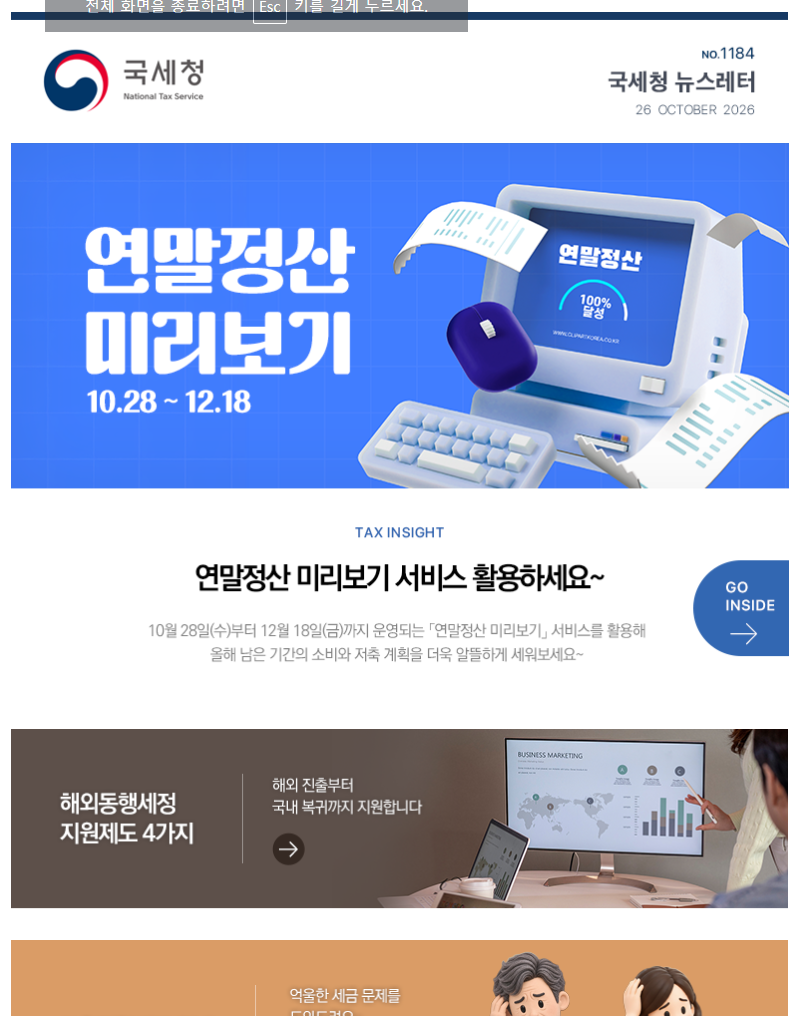 전체 화면을 종료하려면 Esc 키를 길게 누르세요.
국세청
National Tax Service
NO.1184
국세청 뉴스레터
26 OCTOBER 2026
연말정산
미리보기
10.28 ~ 12.18
연말정산
100%
달성
WWW.CLIPARTKOREA.CO.KR
TAX INSIGHT
연말정산 미리보기 서비스 활용하세요~
10월 28일(수)부터 12월 18일(금)까지 운영되는 「연말정산 미리보기」 서비스를 활용해
올해 남은 기간의 소비와 저축 계획을 더욱 알뜰하게 세워보세요~
GO
INSIDE
해외동행세정
지원제도 4가지
해외 진출부터
국내 복귀까지 지원합니다
BUSINESS MARKETING
억울한 세금 문제를